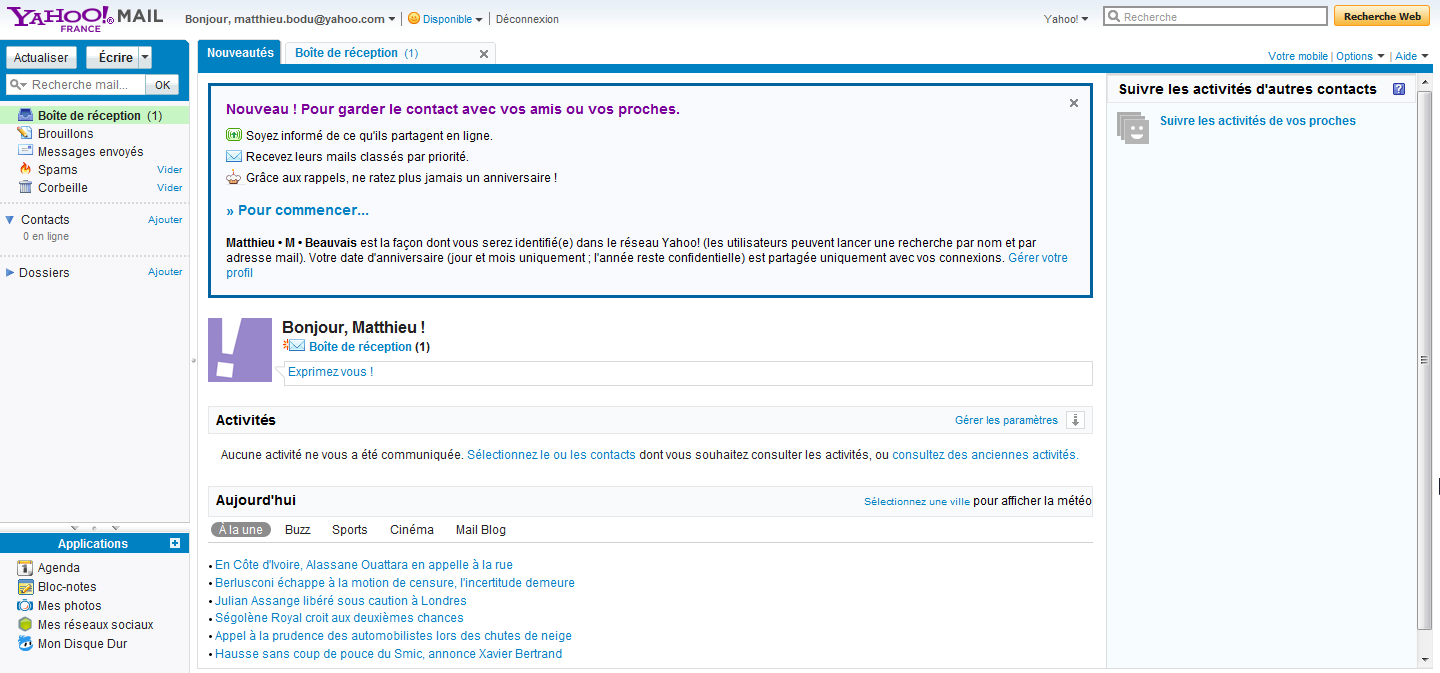 YAHOO! MAIL
FRANCE
Bonjour, matthieu.bodu@yahoo.com | Disponible | Déconnexion
Yahoo! Recherche Recherche Web
Actualiser Écrire
Recherche mail... OK
Boîte de réception (1)
Brouillons
Messages envoyés
Spams Vider
Corbeille Vider
Contacts Ajouter
0 en ligne
Dossiers Ajouter
Applications
Agenda
Bloc-notes
Mes photos
Mes réseaux sociaux
Mon Disque Dur
Nouveautés Boîte de réception (1)
Votre mobile | Options | Aide
Nouveau ! Pour garder le contact avec vos amis ou vos proches.
Soyez informé de ce qu'ils partagent en ligne.
Recevez leurs mails classés par priorité.
Grâce aux rappels, ne ratez plus jamais un anniversaire !
» Pour commencer...
Matthieu • M • Beauvais est la façon dont vous serez identifié(e) dans le réseau Yahoo! (les utilisateurs peuvent lancer une recherche par nom et par
adresse mail). Votre date d'anniversaire (jour et mois uniquement ; l'année reste confidentielle) est partagée uniquement avec vos connexions. Gérer votre
profil
Bonjour, Matthieu !
Boîte de réception (1)
Exprimez vous !
Activités Gérer les paramètres
Aucune activité ne vous a été communiquée. Sélectionnez le ou les contacts dont vous souhaitez consulter les activités, ou consultez des anciennes activités.
Aujourd'hui Sélectionnez une ville pour afficher la météo
À la une Buzz Sports Cinéma Mail Blog
• En Côte d'Ivoire, Alassane Ouattara en appelle à la rue
• Berlusconi échappe à la motion de censure, l'incertitude demeure
• Julian Assange libéré sous caution à Londres
• Ségolène Royal croit aux deuxièmes chances
• Appel à la prudence des automobilistes lors des chutes de neige
• Hausse sans coup de pouce du Smic, annonce Xavier Bertrand
Suivre les activités d'autres contacts ?
Suivre les activités de vos proches